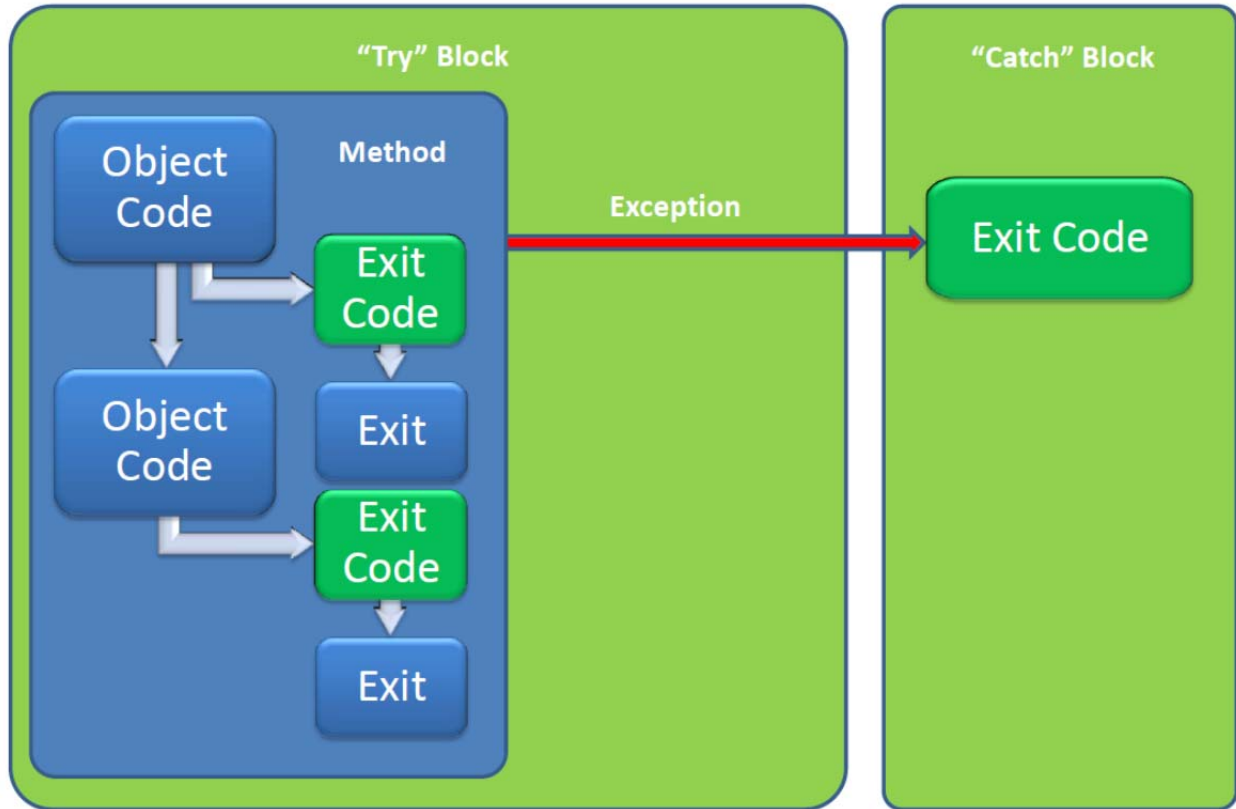 “Try” Block
“Catch” Block
Method
Object
Code
Exception
Exit Code
Exit
Code
Exit
Object
Code
Exit
Code
Exit